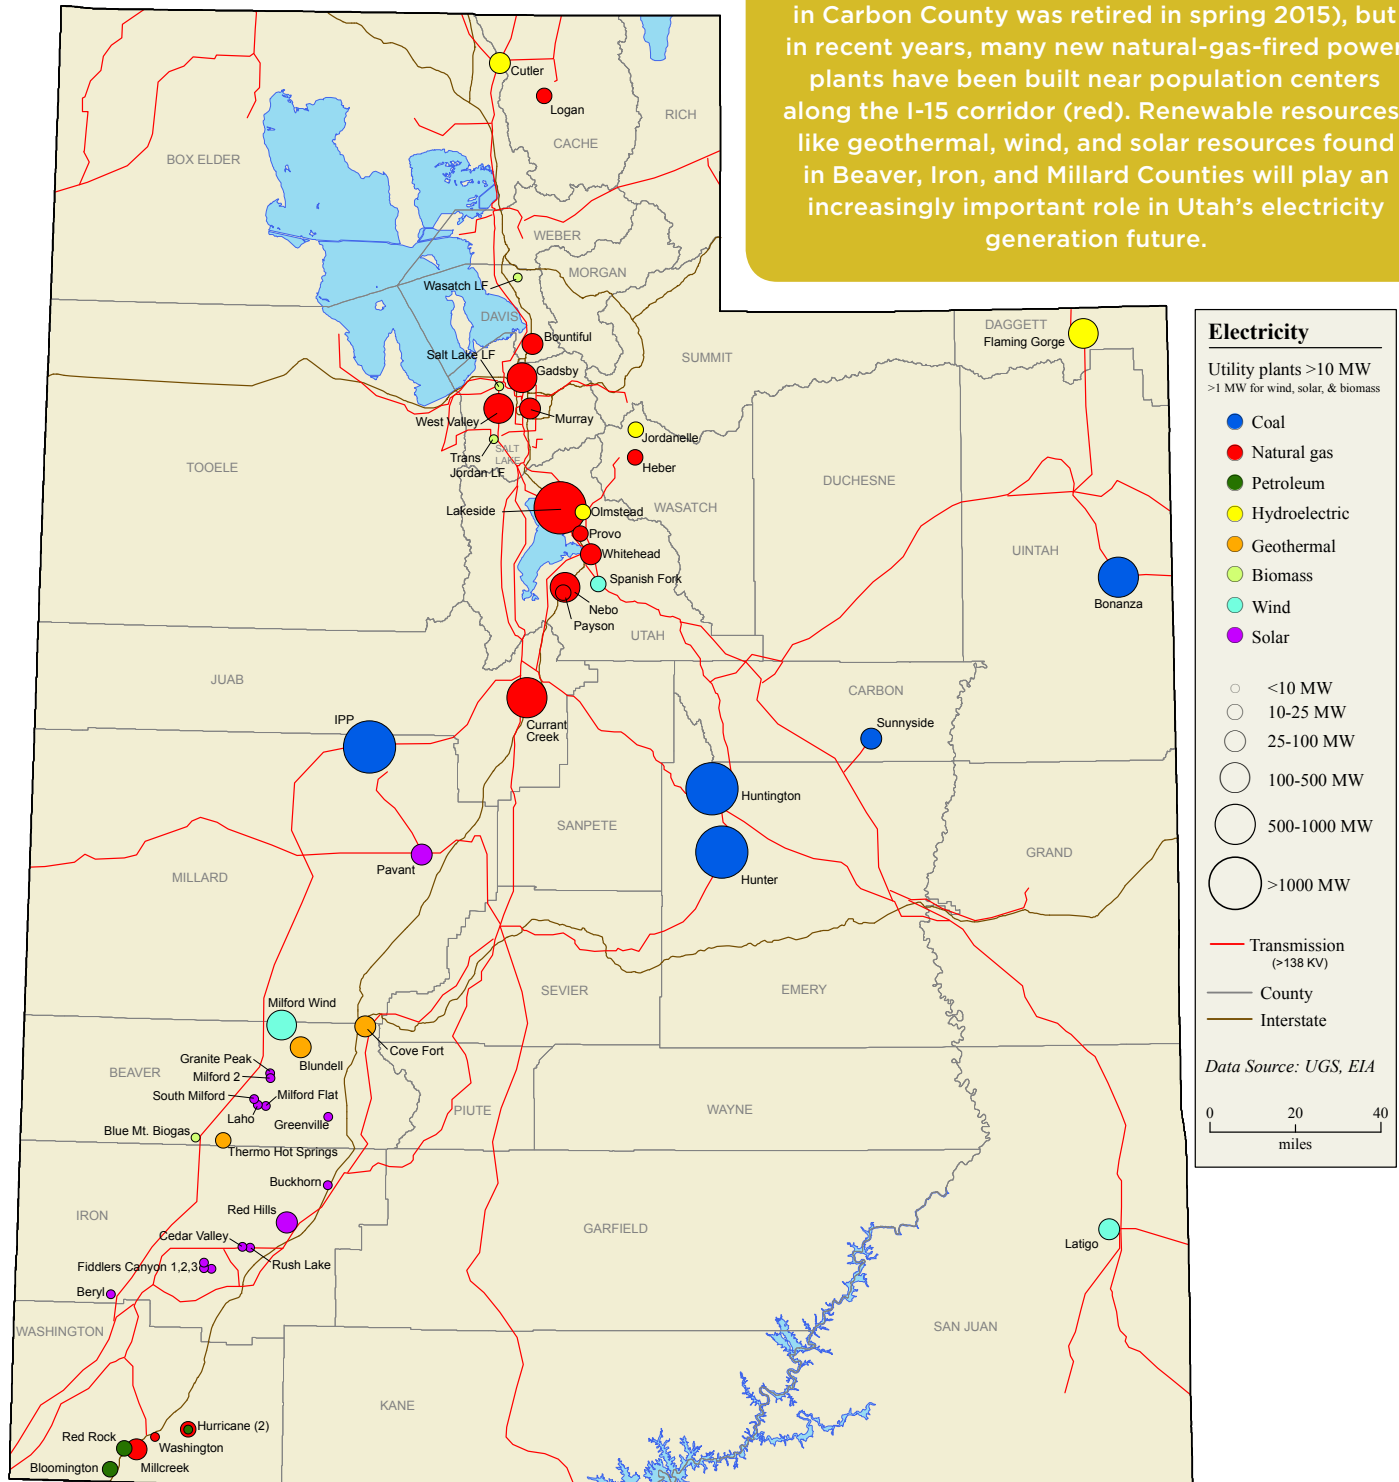 in Carbon County was retired in spring 2015), but
in recent years, many new natural-gas-fired power
plants have been built near population centers
along the I-15 corridor (red). Renewable resources
like geothermal, wind, and solar resources found
in Beaver, Iron, and Millard Counties will play an
increasingly important role in Utah's electricity
generation future.
Cutler
Logan
RICH
CACHE
BOX ELDER
WEBER
MORGAN
Wasatch LF
DAVIS
Bountiful
Salt Lake LF
SUMMIT
DAGGETT
Flaming Gorge
Gadsby
West Valley
Murray
Jordanelle
SALT
LAKE
Trans
Jordan LF
Heber
TOOELE
DUCHESNE
Lakeside
Olmstead
WASATCH
Provo
Whitehead
UINTAH
Spanish Fork
Bonanza
Nebo
Payson
UTAH
JUAB
CARBON
IPP
Currant
Creek
Sunnyside
Huntington
SANPETE
Pavant
MILLARD
Hunter
GRAND
SEVIER
EMERY
Milford Wind
Cove Fort
Blundell
Granite Peak
BEAVER
Milford 2
South Milford
Milford Flat
Laho
Greenville
PIUTE
WAYNE
Blue Mt. Biogas
Thermo Hot Springs
Buckhorn
IRON
Red Hills
GARFIELD
Cedar Valley
Rush Lake
Latigo
Fiddlers Canyon 1,2,3
Beryl
WASHINGTON
SAN JUAN
KANE
Hurricane (2)
Red Rock
Washington
Bloomington
Millcreek
Electricity
Utility plants >10 MW
>1 MW for wind, solar, & biomass
Coal
Natural gas
Petroleum
Hydroelectric
Geothermal
Biomass
Wind
Solar
<10 MW
10-25 MW
25-100 MW
100-500 MW
500-1000 MW
>1000 MW
Transmission
(>138 KV)
County
Interstate
Data Source: UGS, EIA
0 20 40
miles